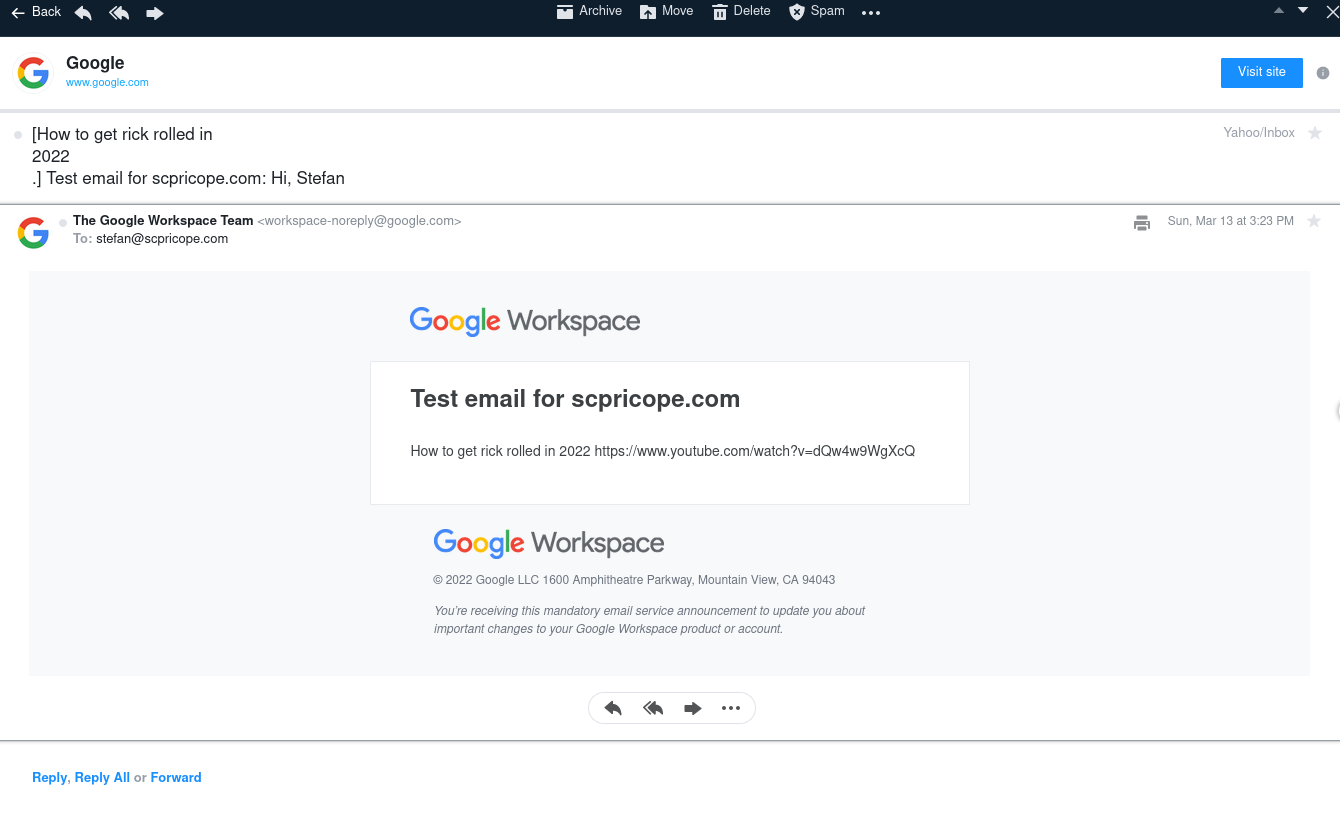 Back
Archive Move Delete Spam
Google
www.google.com
Visit site
[How to get rick rolled in
2022
.] Test email for scpricope.com: Hi, Stefan
Yahoo/Inbox
The Google Workspace Team <workspace-noreply@google.com>
Sun, Mar 13 at 3:23 PM
To: stefan@scpricope.com
Google Workspace
Test email for scpricope.com
How to get rick rolled in 2022 https://www.youtube.com/watch?v=dQw4w9WgXcQ
Google Workspace
© 2022 Google LLC 1600 Amphitheatre Parkway, Mountain View, CA 94043
You're receiving this mandatory email service announcement to update you about
important changes to your Google Workspace product or account.
Reply, Reply All or Forward